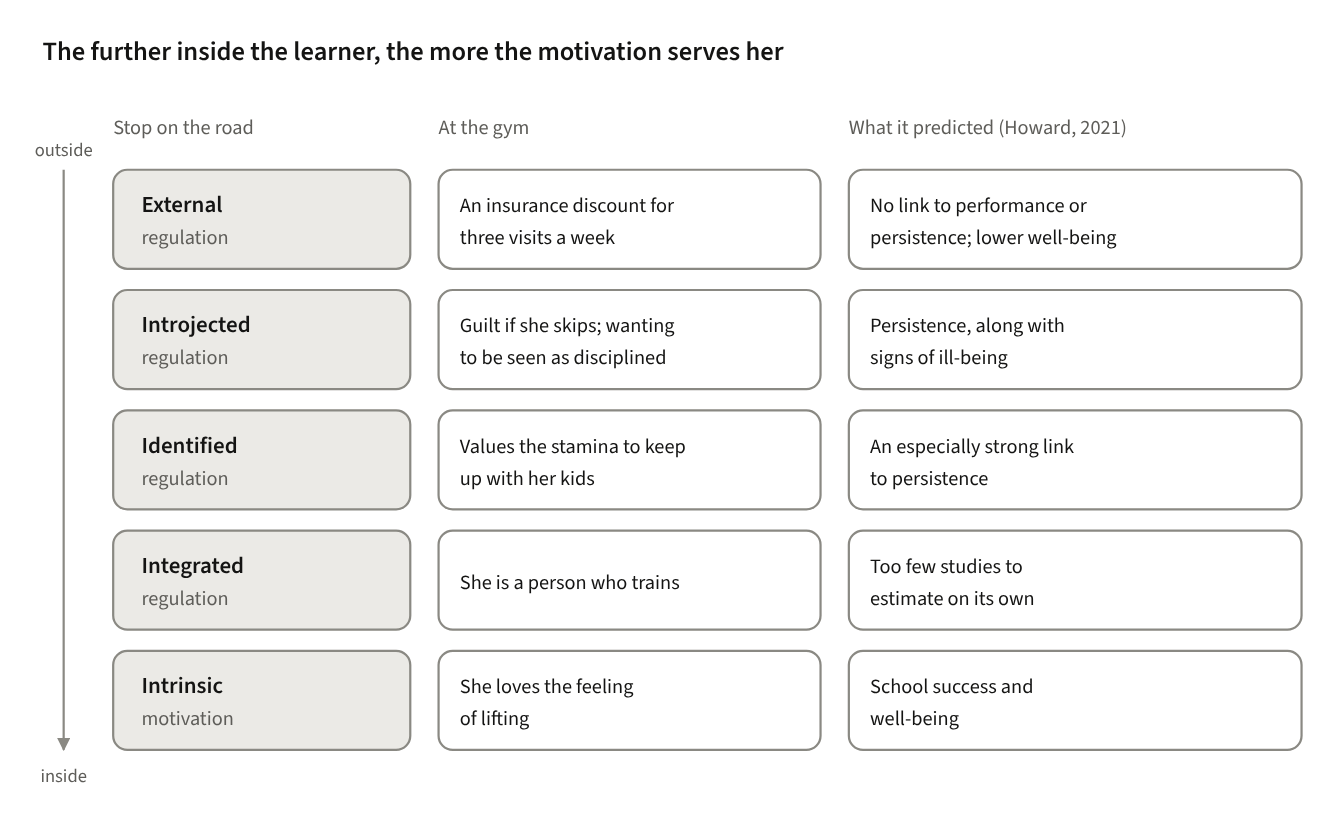 The further inside the learner, the more the motivation serves her
Stop on the road
At the gym
What it predicted (Howard, 2021)
outside
External
regulation
An insurance discount for
three visits a week
No link to performance or
persistence; lower well-being
Introjected
regulation
Guilt if she skips; wanting
to be seen as disciplined
Persistence, along with
signs of ill-being
Identified
regulation
Values the stamina to keep
up with her kids
An especially strong link
to persistence
Integrated
regulation
She is a person who trains
Too few studies to
estimate on its own
Intrinsic
motivation
She loves the feeling
of lifting
School success and
well-being
inside